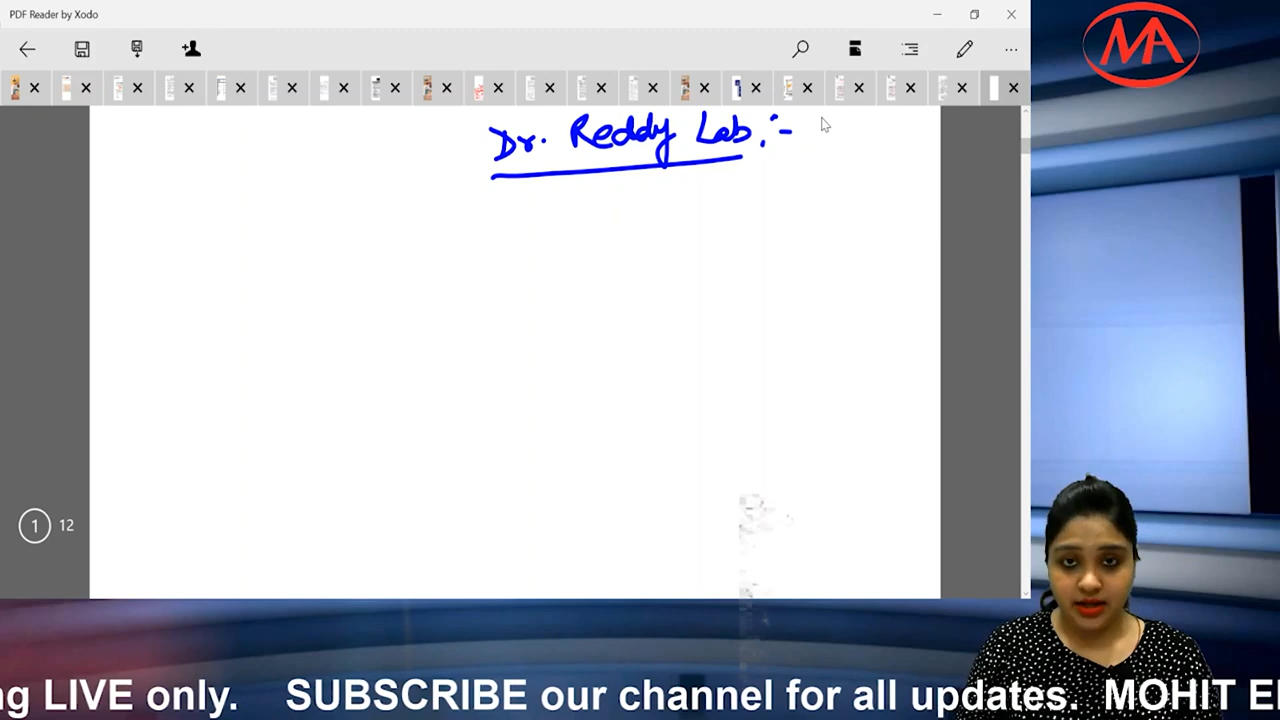 PDF Reader by Xodo
MA
Dr. Reddy Lab :-
1 12
ng LIVE only. SUBSCRIBE our channel for all updates. MOHIT E